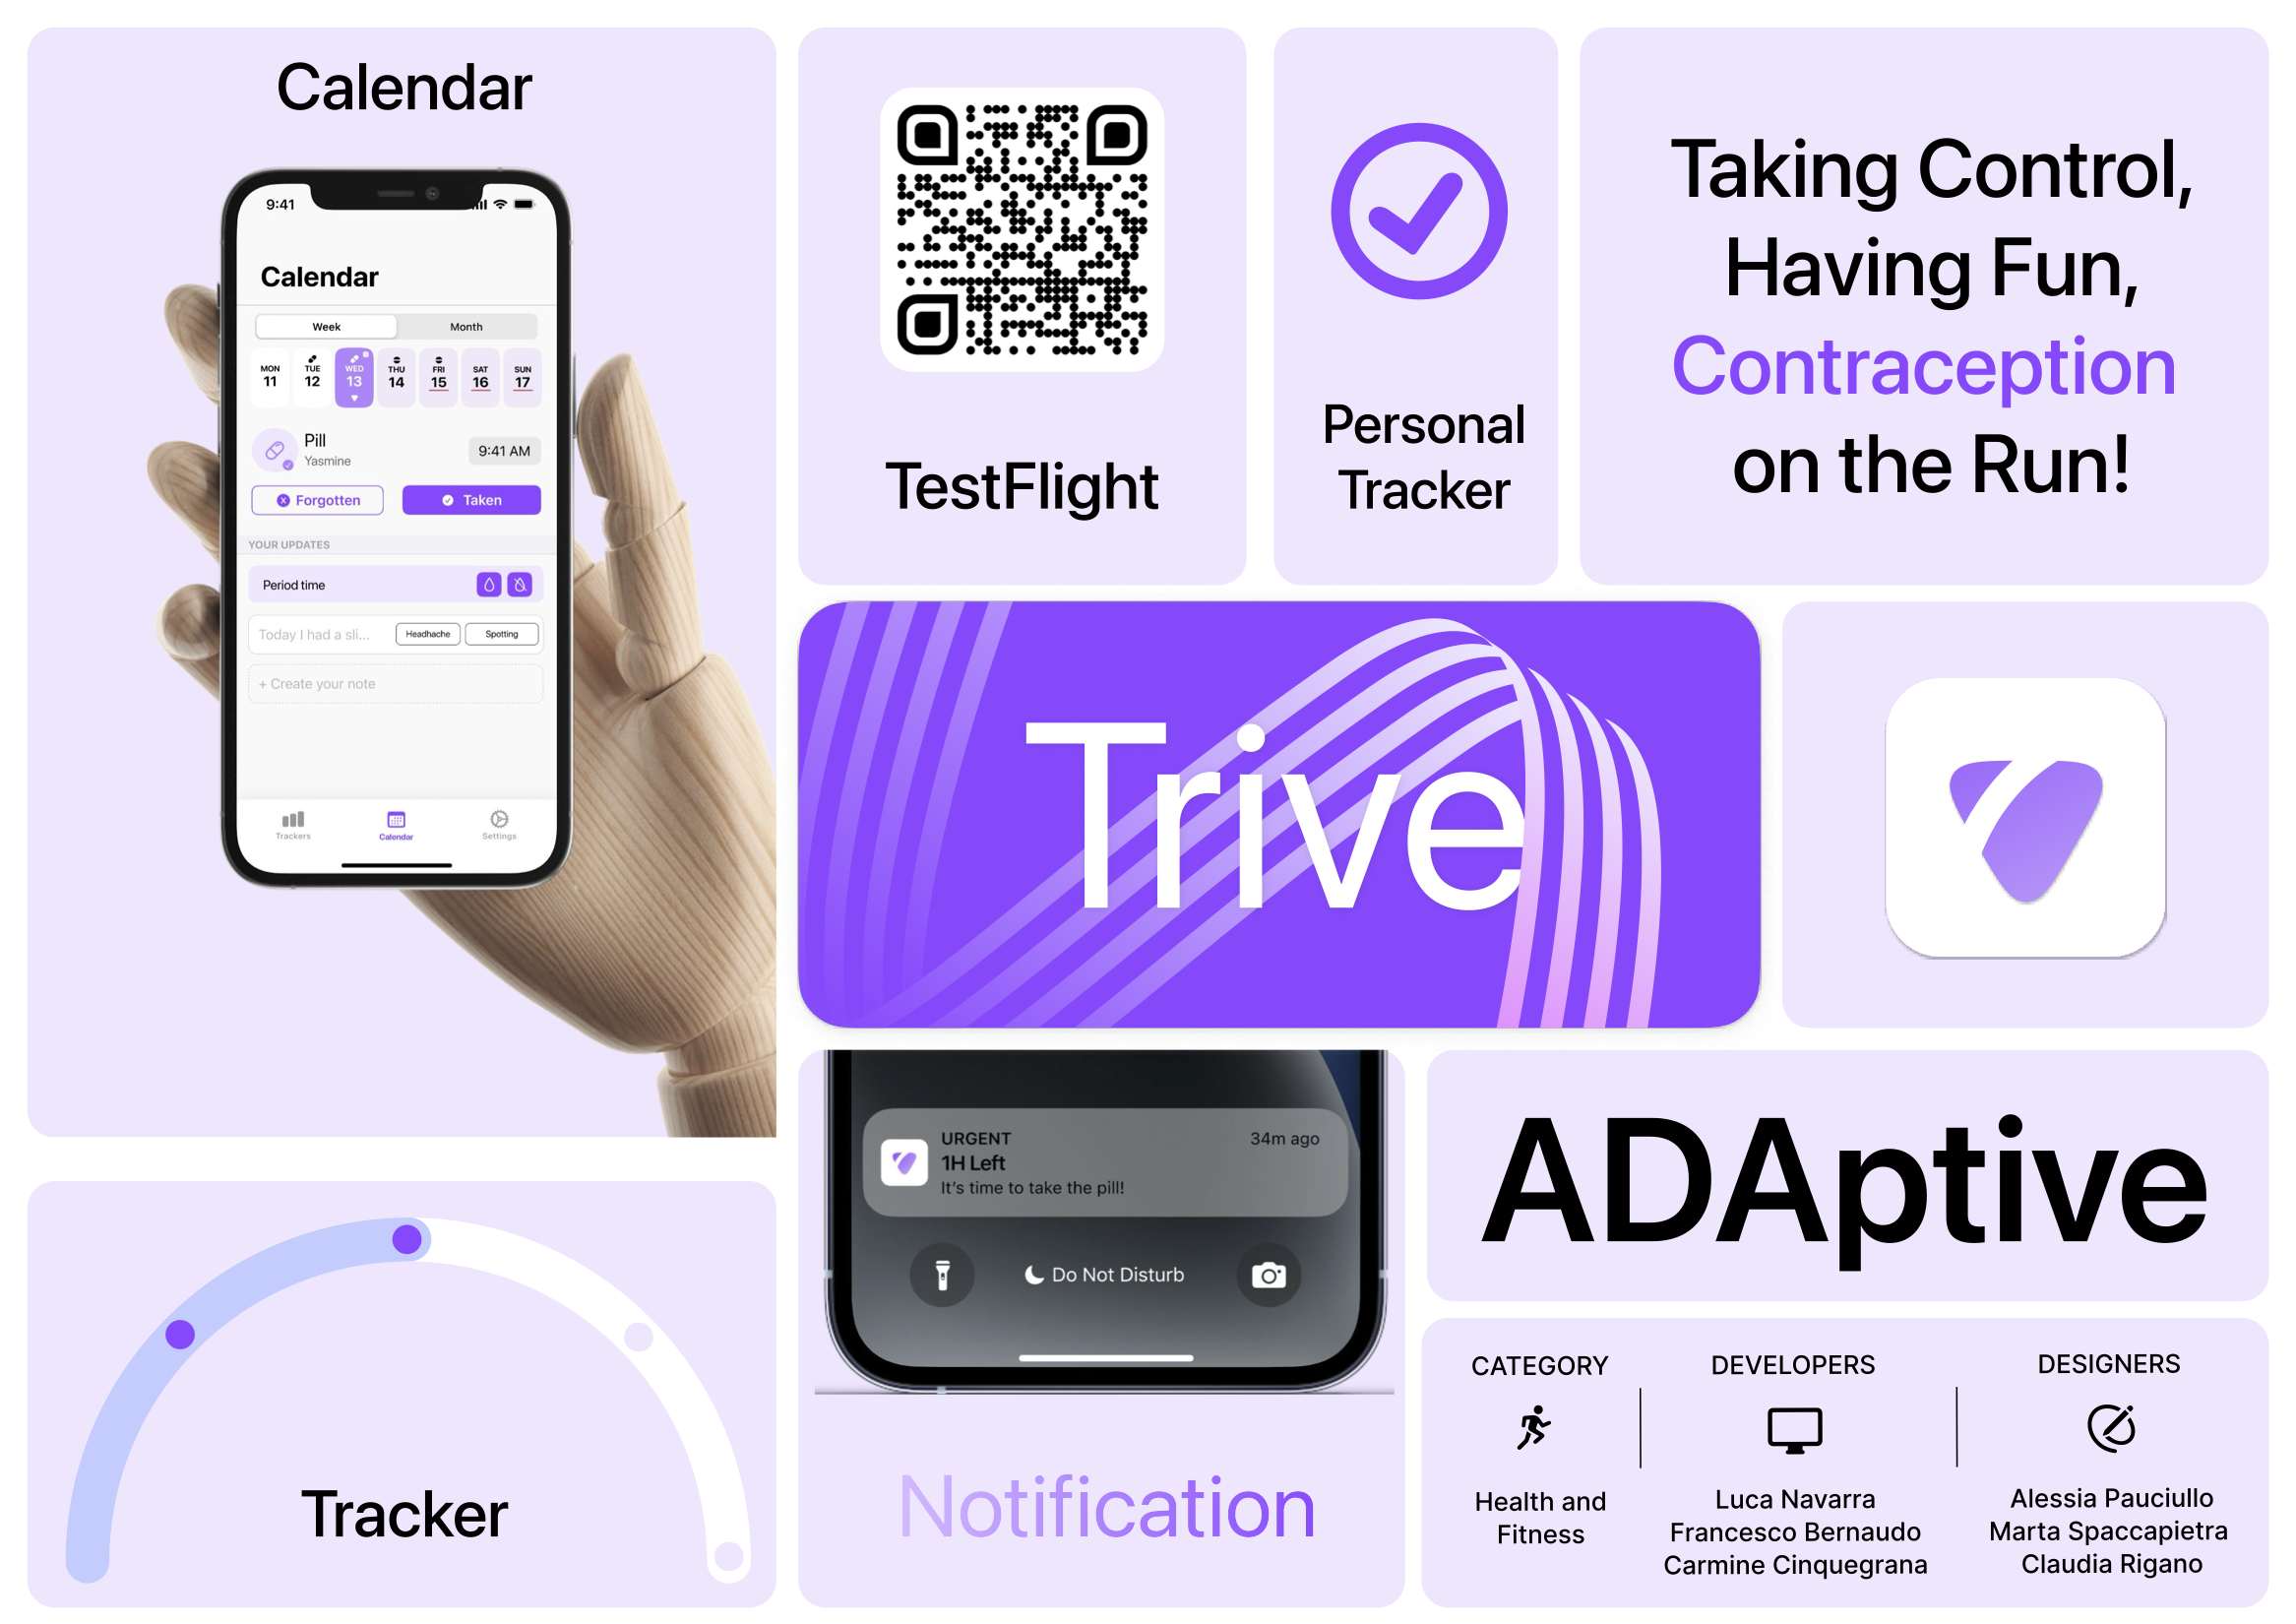 Calendar
9:41
Calendar
Week
Month
MON
11
TUE
12
WED
13
THU
14
FRI
15
SAT
16
SUN
17
Pill
Yasmine
9:41 AM
Forgotten
Taken
YOUR UPDATES
Period time
Today I had a sli...
Headhache
Spotting
+ Create your note
Trackers
Calendar
Settings
TestFlight
Personal
Tracker
Taking Control,
Having Fun,
Contraception
on the Run!
Trive
URGENT
34m ago
1H Left
It's time to take the pill!
Do Not Disturb
Notification
Tracker
ADAptive
CATEGORY
Health and
Fitness
DEVELOPERS
Luca Navarra
Francesco Bernaudo
Carmine Cinquegrana
DESIGNERS
Alessia Pauciullo
Marta Spaccapietra
Claudia Rigano